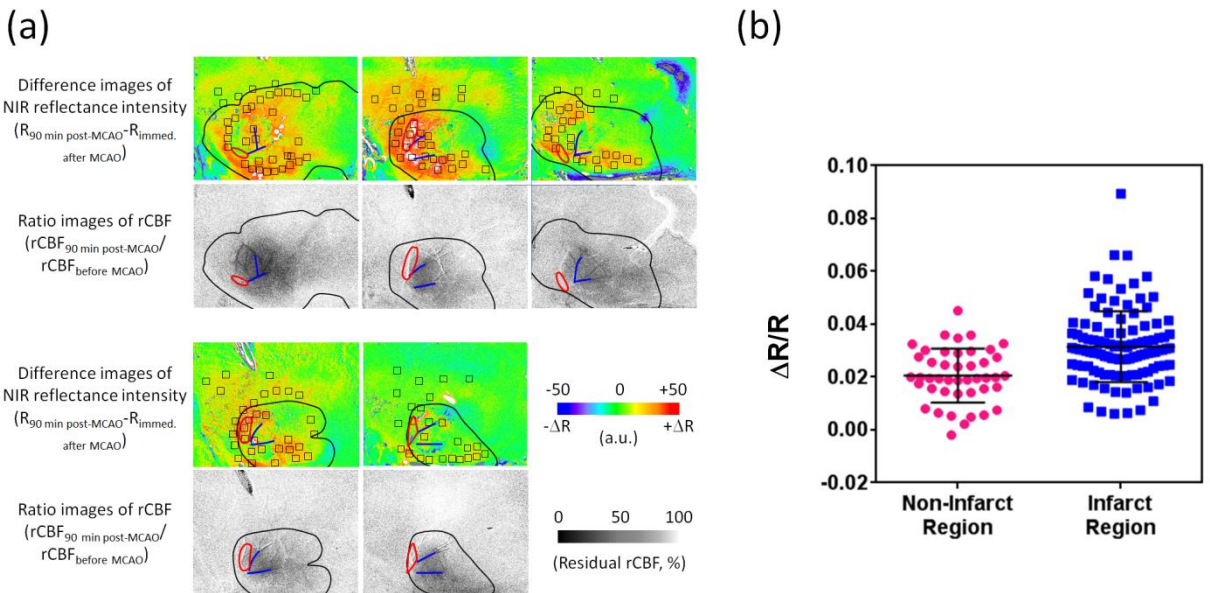 (a)
Difference images of
NIR reflectance intensity
(R90 min post-MCAO-Rimmed.
after MCAO)
Ratio images of rCBF
(rCBF90 min post-MCAO/
rCBFbefore MCAO)
Difference images of
NIR reflectance intensity
(R90 min post-MCAO-Rimmed.
after MCAO)
-50 0 +50
-ΔR (a.u.) +ΔR
Ratio images of rCBF
(rCBF90 min post-MCAO/
rCBFbefore MCAO)
0 50 100
(Residual rCBF, %)
(b)
ΔR/R
0.10
0.08
0.06
0.04
0.02
0.00
-0.02
Non-Infarct
Region
Infarct
Region